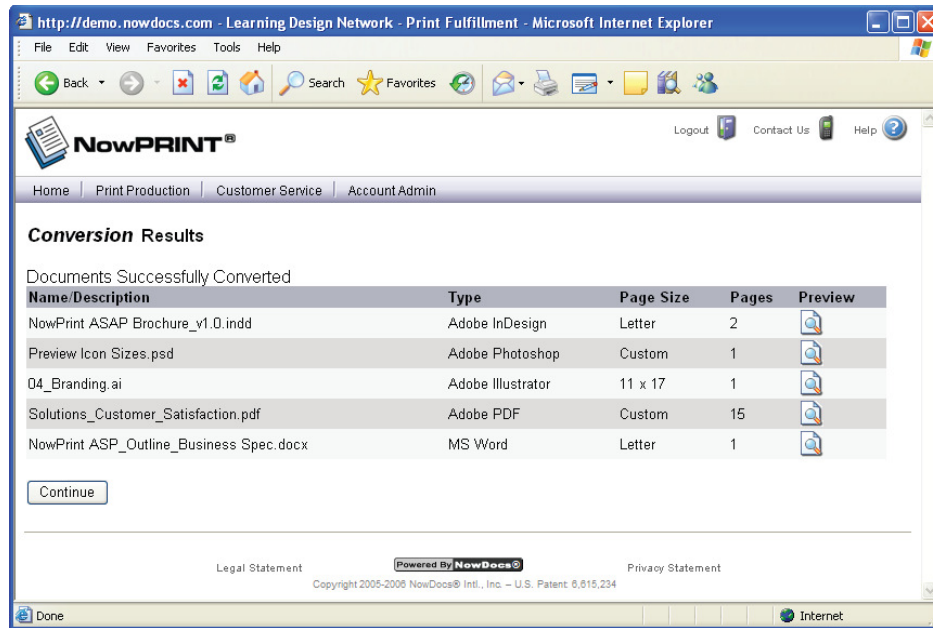 http://demo.nowdocs.com - Learning Design Network - Print Fulfillment - Microsoft Internet Explorer
File Edit View Favorites Tools Help
Back Search Favorites
NowPRINT®
Logout Contact Us Help
Home Print Production Customer Service Account Admin
Conversion Results
Documents Successfully Converted
Name/Description Type Page Size Pages Preview
NowPrint ASAP Brochure_v1.0.indd Adobe InDesign Letter 2
Preview Icon Sizes.psd Adobe Photoshop Custom 1
04_Branding.ai Adobe Illustrator 11 x 17 1
Solutions_Customer_Satisfaction.pdf Adobe PDF Custom 15
NowPrint ASP_Outline_Business Spec.docx MS Word Letter 1
Continue
Legal Statement Powered By NowDocs® Privacy Statement
Copyright 2005-2006 NowDocs® Intl., Inc. – U.S. Patent: 6,615,234
Done Internet